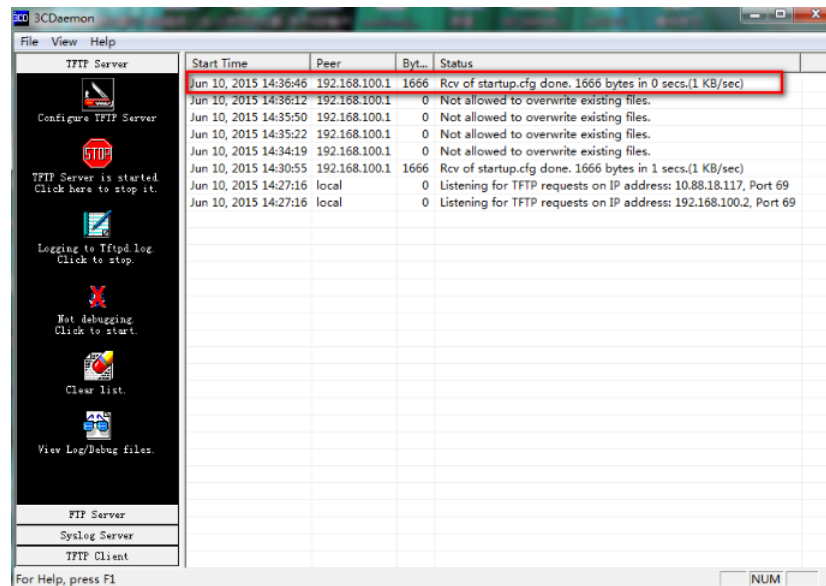 3CDaemon
File View Help
TFTP Server
Configure TFTP Server
STOP
TFTP Server is started.
Click here to stop it.
Logging to Tftpd.log.
Click to stop.
Not debugging.
Click to start.
Clear list.
View Log/Debug files.
FTP Server
Syslog Server
TFTP Client
Start Time Peer Byt... Status
Jun 10, 2015 14:36:46 192.168.100.1 1666 Rcv of startup.cfg done. 1666 bytes in 0 secs.(1 KB/sec)
Jun 10, 2015 14:36:12 192.168.100.1 0 Not allowed to overwrite existing files.
Jun 10, 2015 14:35:50 192.168.100.1 0 Not allowed to overwrite existing files.
Jun 10, 2015 14:35:22 192.168.100.1 0 Not allowed to overwrite existing files.
Jun 10, 2015 14:34:19 192.168.100.1 0 Not allowed to overwrite existing files.
Jun 10, 2015 14:30:55 192.168.100.1 1666 Rcv of startup.cfg done. 1666 bytes in 1 secs.(1 KB/sec)
Jun 10, 2015 14:27:16 local 0 Listening for TFTP requests on IP address: 10.88.18.117, Port 69
Jun 10, 2015 14:27:16 local 0 Listening for TFTP requests on IP address: 192.168.100.2, Port 69
For Help, press F1
NUM